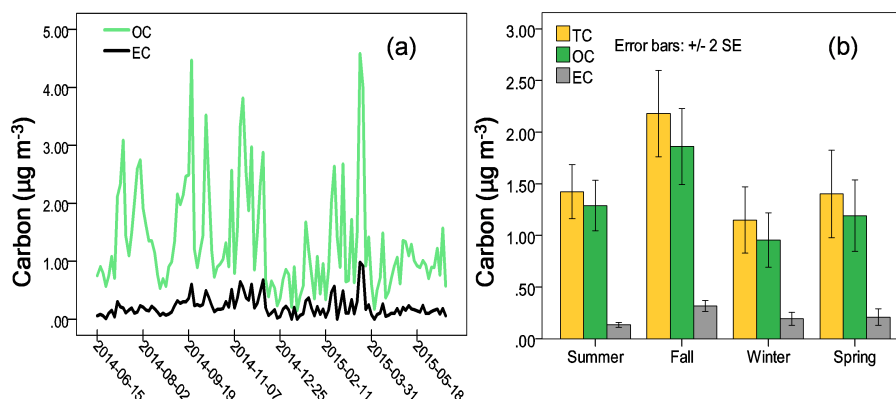 OC
EC
(a)
Carbon (µg m-3)
5.00
4.00
3.00
2.00
1.00
.00
2014-06-15
2014-08-02
2014-09-19
2014-11-07
2014-12-25
2015-02-11
2015-03-31
2015-05-18
TC
OC
EC
Error bars: +/- 2 SE
(b)
Carbon (µg m-3)
3.00
2.50
2.00
1.50
1.00
.50
.00
Summer
Fall
Winter
Spring